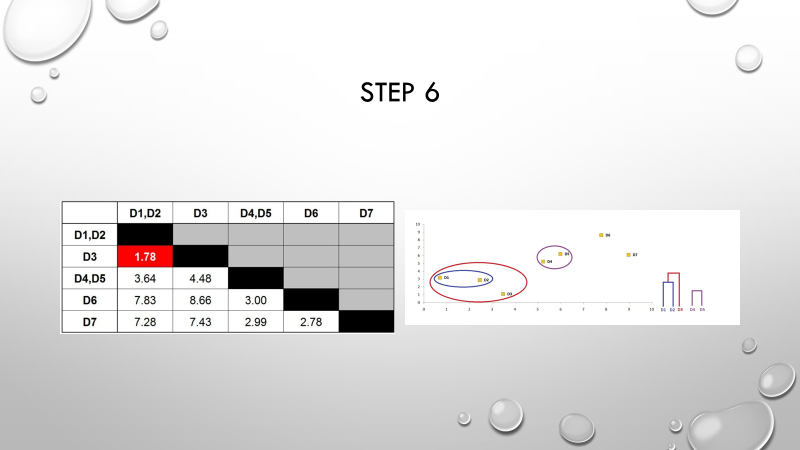 STEP 6
D1,D2 D3 D4,D5 D6 D7
D1,D2
D3 1.78
D4,D5 3.64 4.48
D6 7.83 8.66 3.00
D7 7.28 7.43 2.99 2.78
10
9
8
7
6
5
4
3
2
1
0
D6
D5
D7
D4
D1
D2
D3
0 1 2 3 4 5 6 7 8 9 10
D1 D2 D3 D4 D5